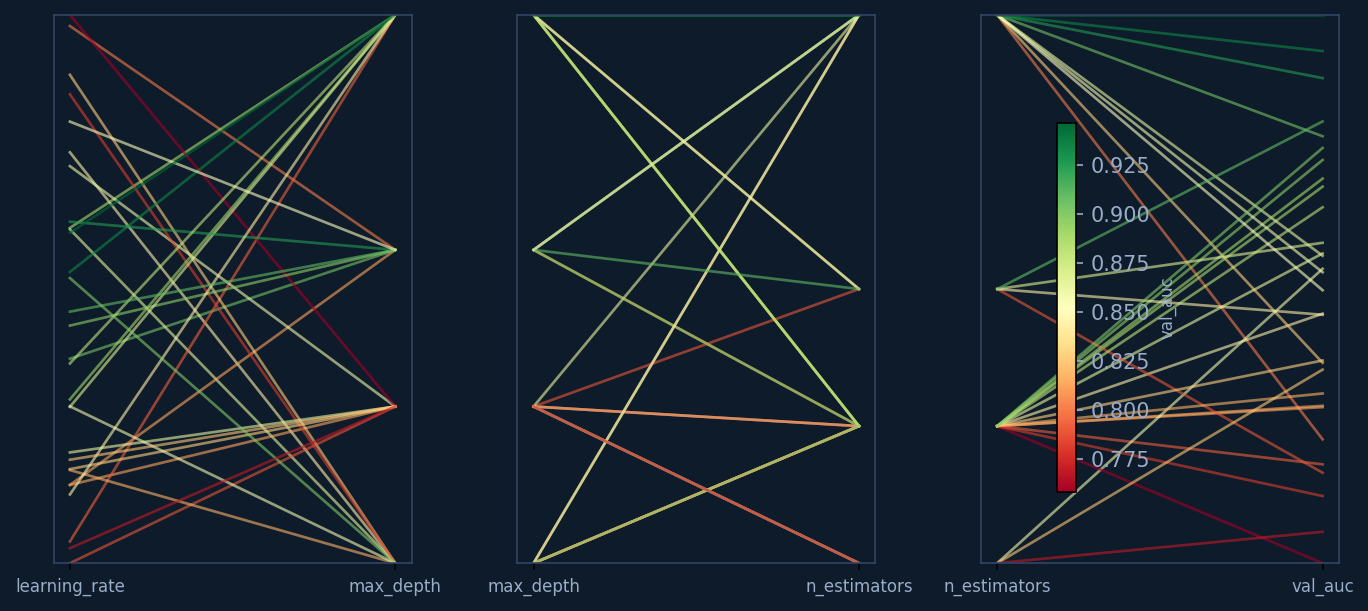 0.925
0.900
0.875
0.850
0.825
0.800
0.775
val_auc
learning_rate
max_depth
max_depth
n_estimators
n_estimators
val_auc